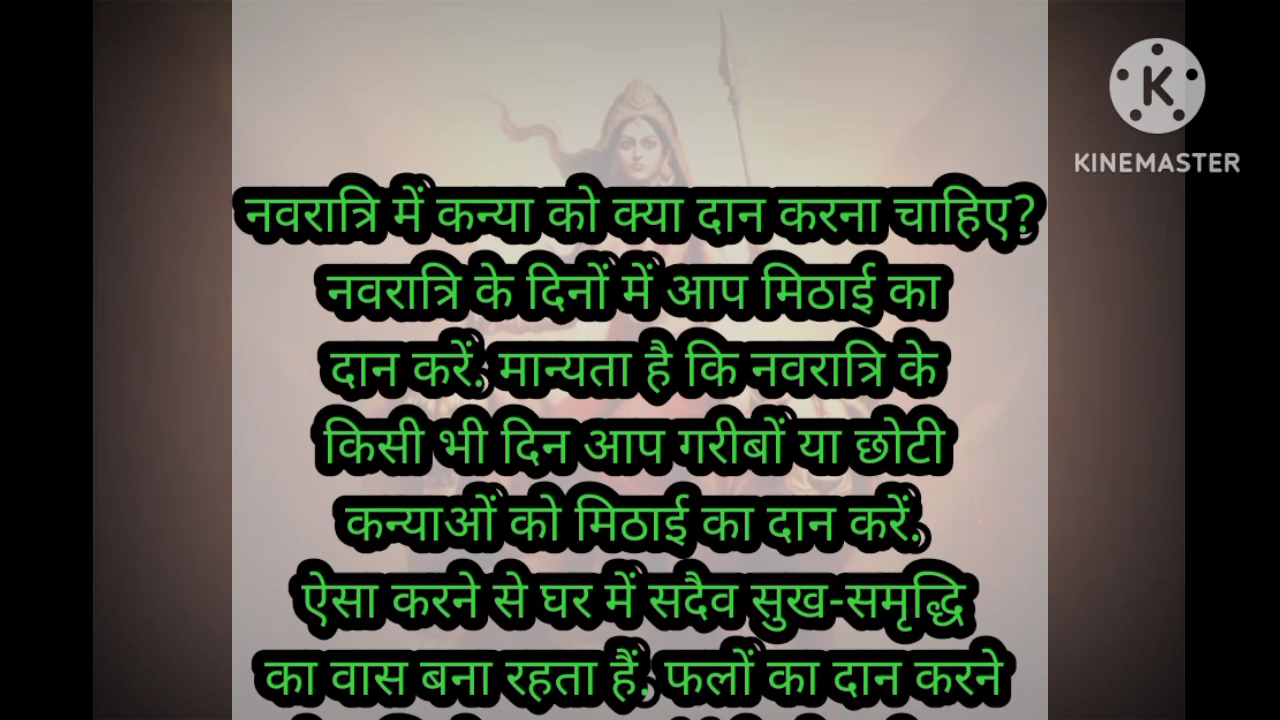 KINEMASTER
नवरात्रि में कन्या को क्या दान करना चाहिए?
नवरात्रि के दिनों में आप मिठाई का
दान करें. मान्यता है कि नवरात्रि के
किसी भी दिन आप गरीबों या छोटी
कन्याओं को मिठाई का दान करें.
ऐसा करने से घर में सदैव सुख-समृद्धि
का वास बना रहता हैं. फलों का दान करने